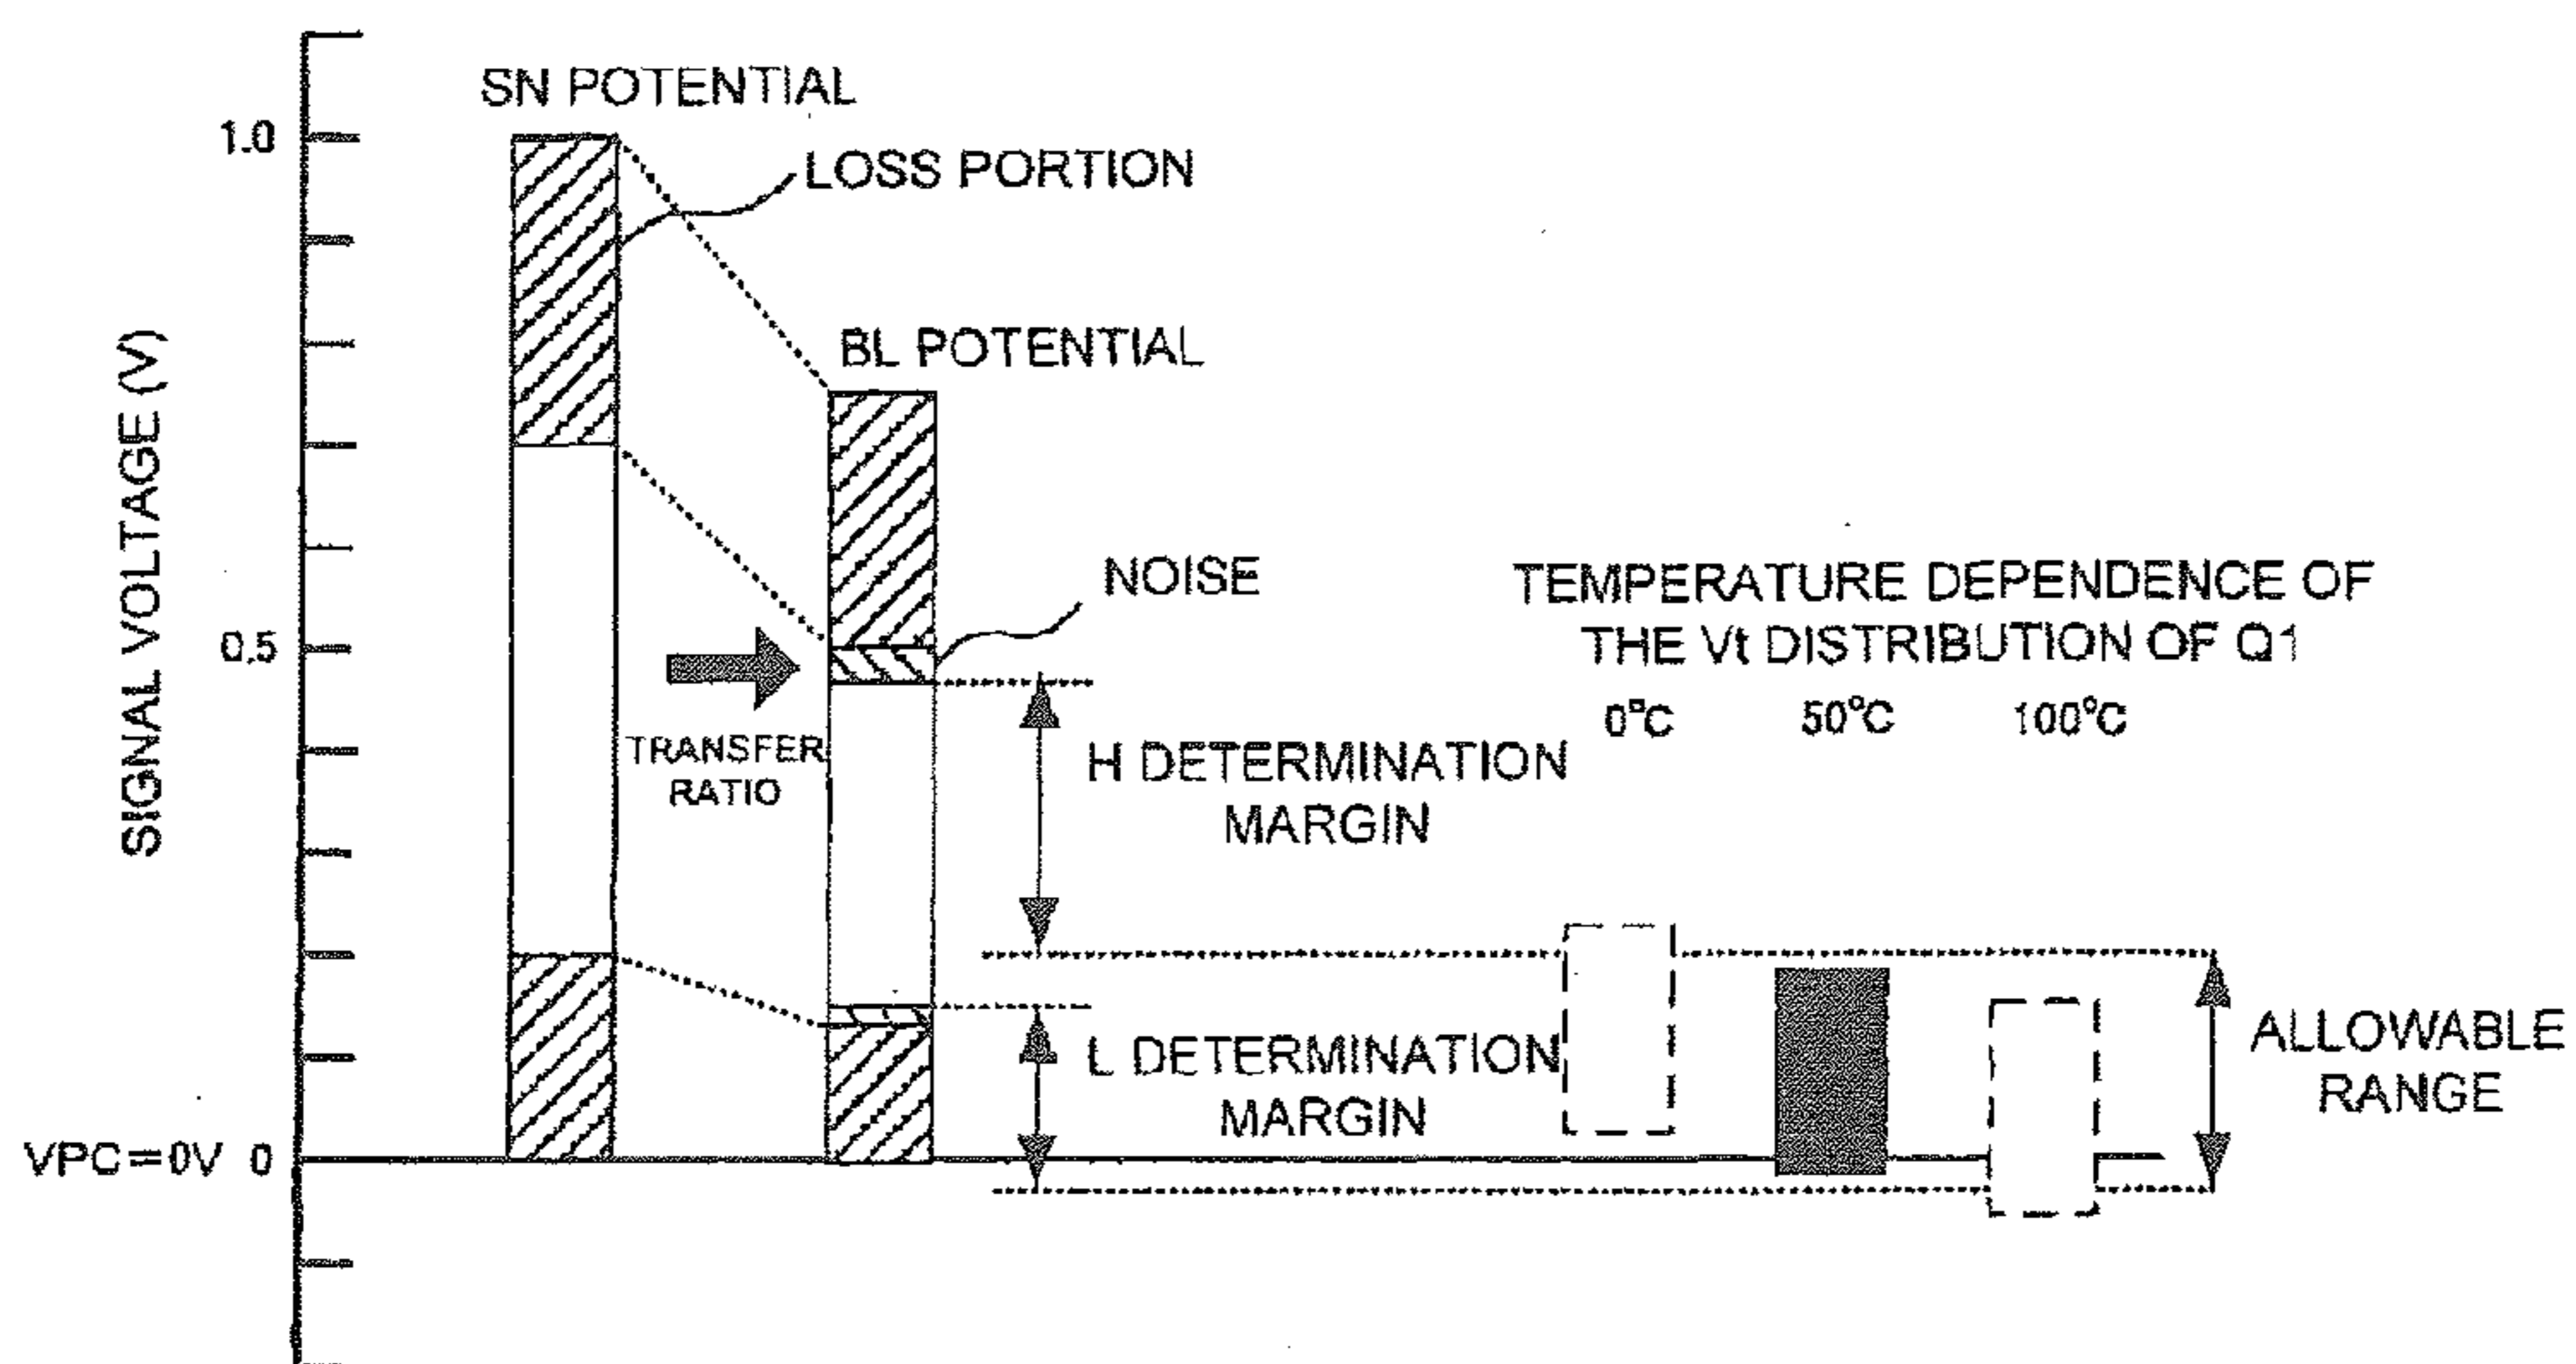 SN POTENTIAL
1.0
LOSS PORTION
BL POTENTIAL
SIGNAL VOLTAGE (V)
NOISE
0.5
TRANSFER
RATIO
TEMPERATURE DEPENDENCE OF
THE Vt DISTRIBUTION OF Q1
0°C 50°C 100°C
H DETERMINATION
MARGIN
L DETERMINATION
MARGIN
ALLOWABLE
RANGE
VPC=0V 0